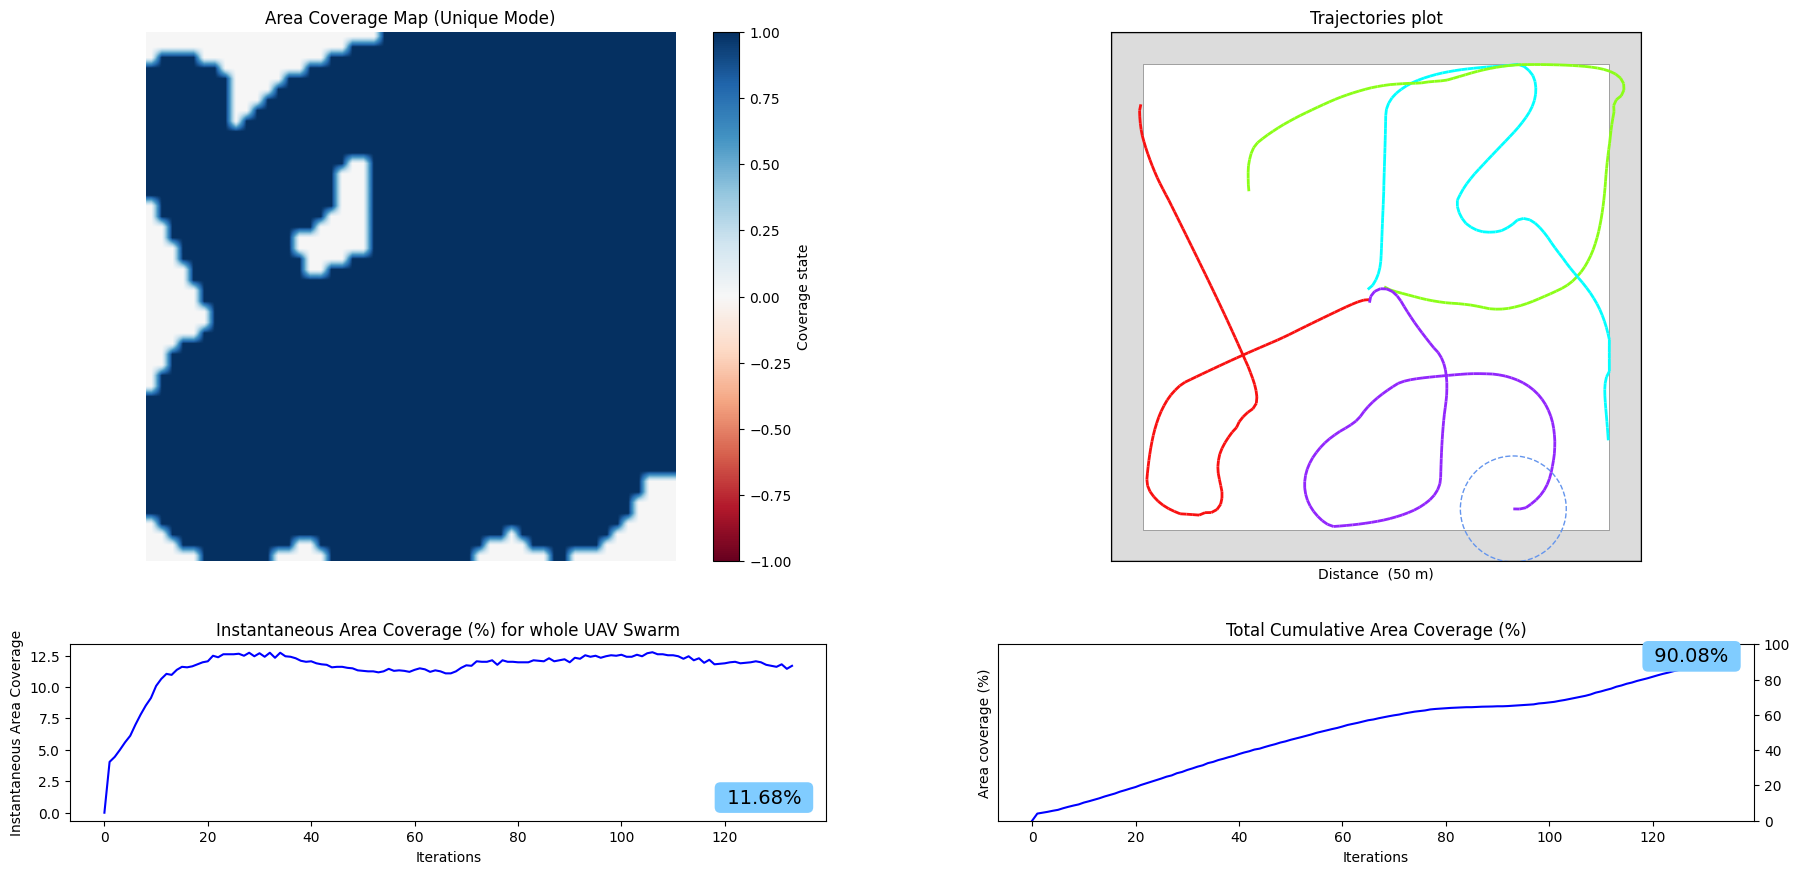 Area Coverage Map (Unique Mode)
1.00
0.75
0.50
0.25
0.00
−0.25
−0.50
−0.75
−1.00
Coverage state
Trajectories plot
Distance  (50 m)
Instantaneous Area Coverage (%) for whole UAV Swarm
Instantaneous Area Coverage
12.5
10.0
7.5
5.0
2.5
0.0
11.68%
0 20 40 60 80 100 120
Iterations
Total Cumulative Area Coverage (%)
Area coverage (%)
90.08%
100
80
60
40
20
0
0 20 40 60 80 100 120
Iterations